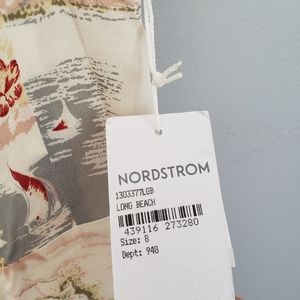 NORDSTROM
1303377LGB
LONG BEACH
439116 273280
Size: 8
Dept: 948